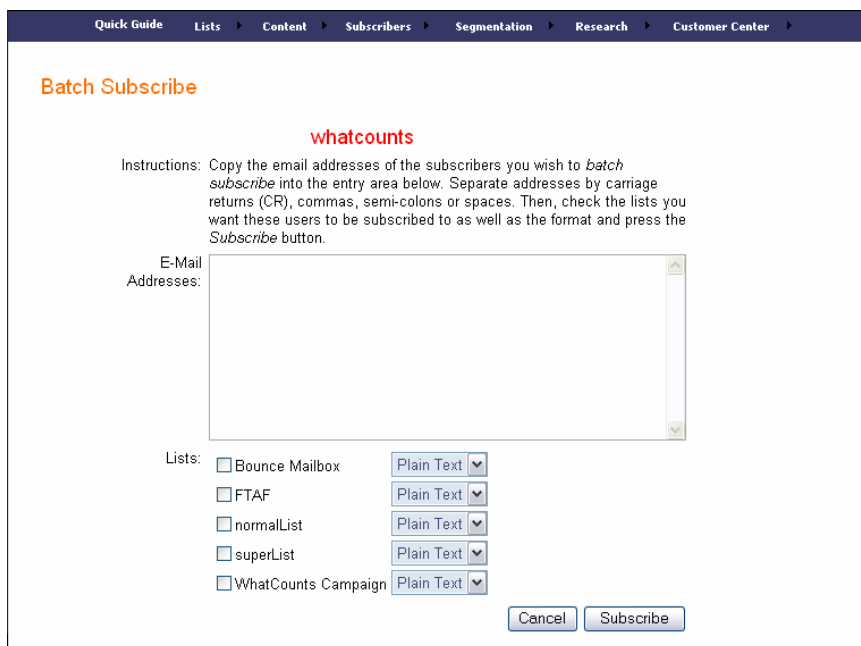 Quick Guide Lists Content Subscribers Segmentation Research Customer Center
Batch Subscribe
whatcounts
Instructions: Copy the email addresses of the subscribers you wish to batch
subscribe into the entry area below. Separate addresses by carriage
returns (CR), commas, semi-colons or spaces. Then, check the lists you
want these users to be subscribed to as well as the format and press the
Subscribe button.
E-Mail
Addresses:
Lists: Bounce Mailbox Plain Text
FTAF Plain Text
normalList Plain Text
superList Plain Text
WhatCounts Campaign Plain Text
Cancel Subscribe